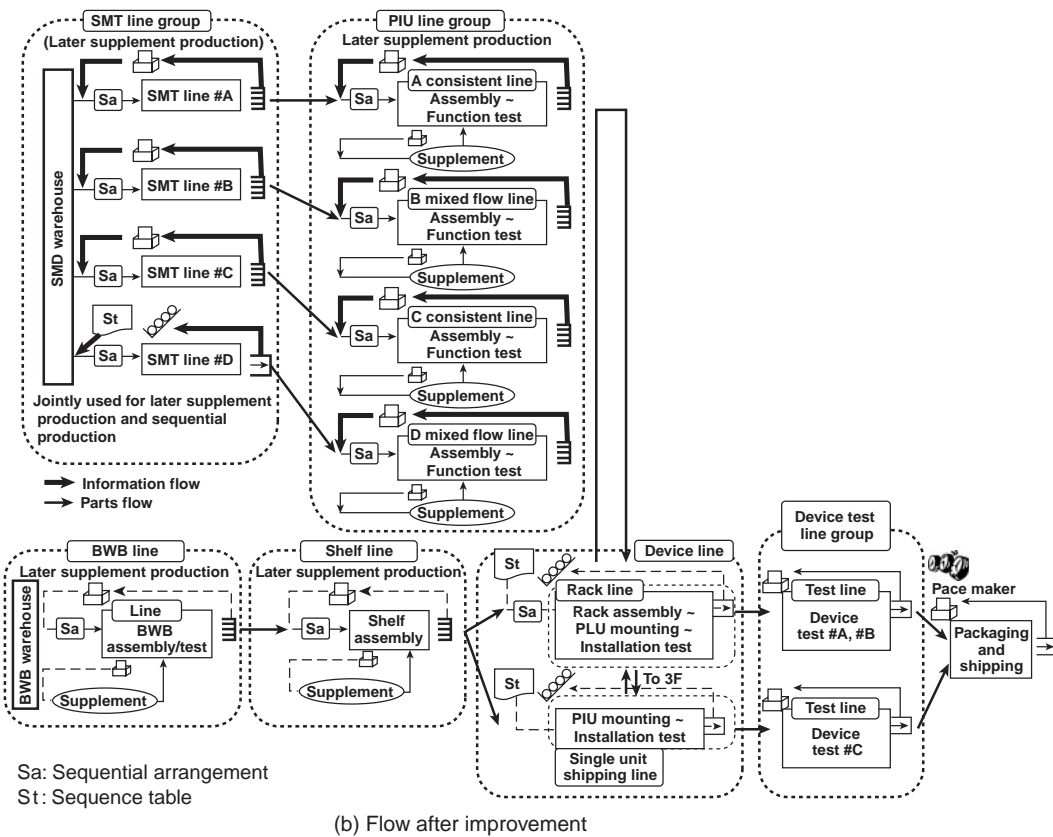 SMT line group
(Later supplement production)
SMD warehouse
Sa
SMT line #A
Sa
SMT line #B
Sa
SMT line #C
St
Sa
SMT line #D
Jointly used for later supplement
production and sequential
production
PIU line group
Later supplement production
A consistent line
Sa
Assembly ~
Function test
Supplement
B mixed flow line
Sa
Assembly ~
Function test
Supplement
C consistent line
Sa
Assembly ~
Function test
Supplement
D mixed flow line
Sa
Assembly ~
Function test
Supplement
Information flow
Parts flow
BWB line
Later supplement production
BWB warehouse
Sa
Line
BWB
assembly/test
Supplement
Shelf line
Later supplement production
Sa
Shelf
assembly
Supplement
Device line
St
Sa
Rack line
Rack assembly ~
PLU mounting ~
Installation test
To 3F
St
PIU mounting ~
Installation test
Single unit
shipping line
Device test
line group
Test line
Device
test #A, #B
Test line
Device
test #C
Pace maker
Packaging
and
shipping
Sa: Sequential arrangement
St: Sequence table
(b) Flow after improvement